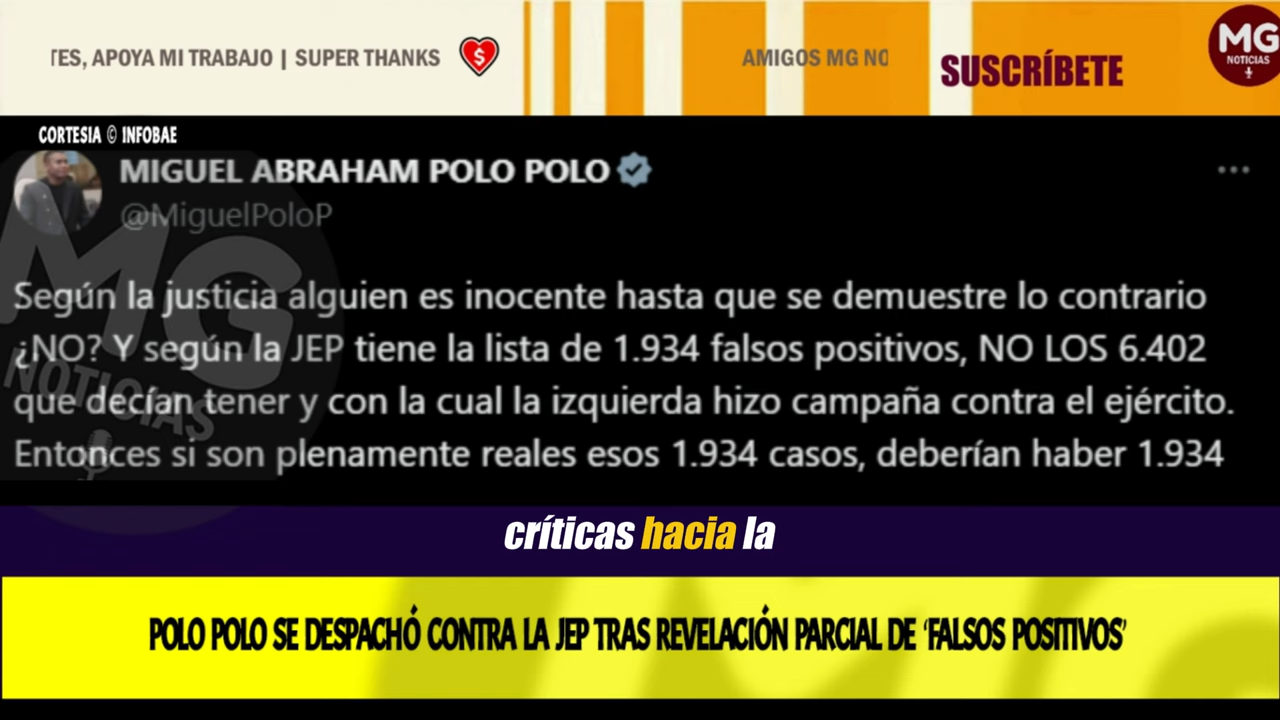 TES, APOYA MI TRABAJO | SUPER THANKS
AMIGOS MG NO
SUSCRÍBETE
MG
NOTICIAS
CORTESIA © INFOBAE
MIGUEL ABRAHAM POLO POLO
@MiguelPoloP
Según la justicia alguien es inocente hasta que se demuestre lo contrario
¿NO? Y según la JEP tiene la lista de 1.934 falsos positivos, NO LOS 6.402
que decían tener y con la cual la izquierda hizo campaña contra el ejército.
Entonces si son plenamente reales esos 1.934 casos, deberían haber 1.934
MG
NOTICIAS
críticas hacia la
POLO POLO SE DESPACHÓ CONTRA LA JEP TRAS REVELACIÓN PARCIAL DE ‘FALSOS POSITIVOS’